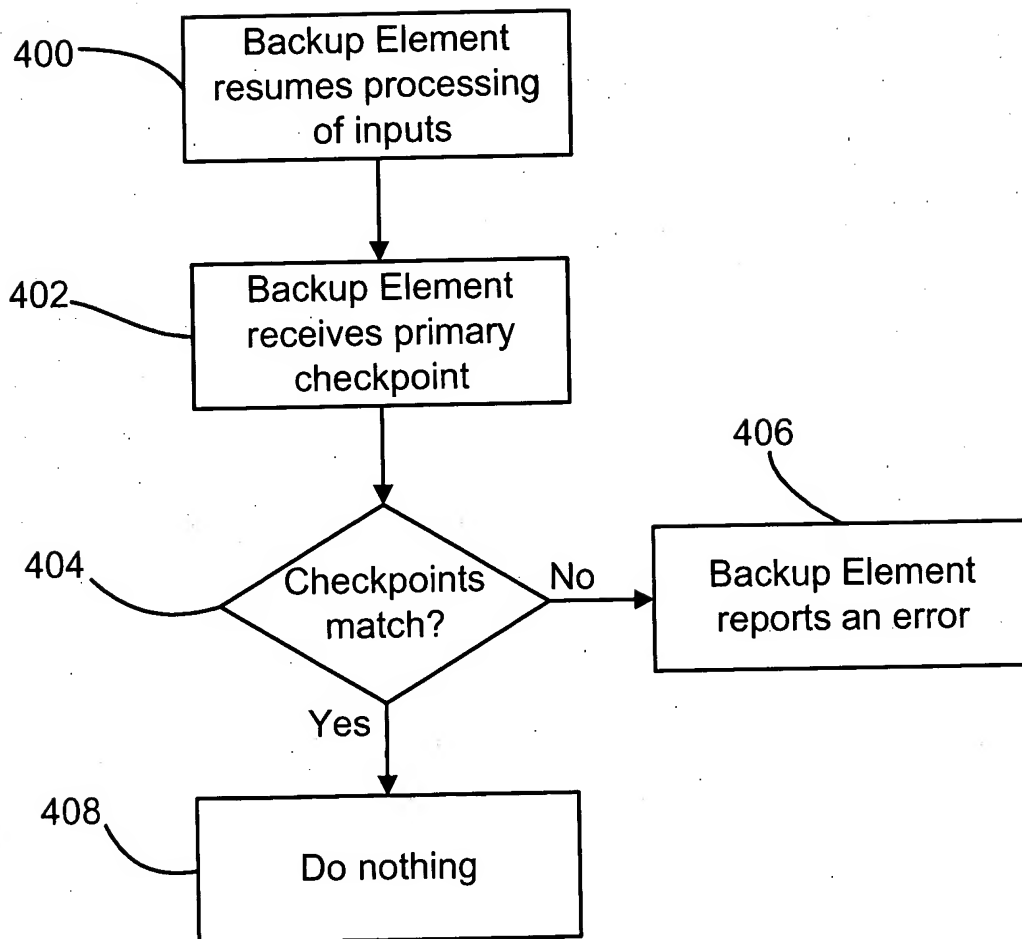 400
Backup Element
resumes processing
of inputs
402
Backup Element
receives primary
checkpoint
404
Checkpoints
match?
No
406
Backup Element
reports an error
Yes
408
Do nothing